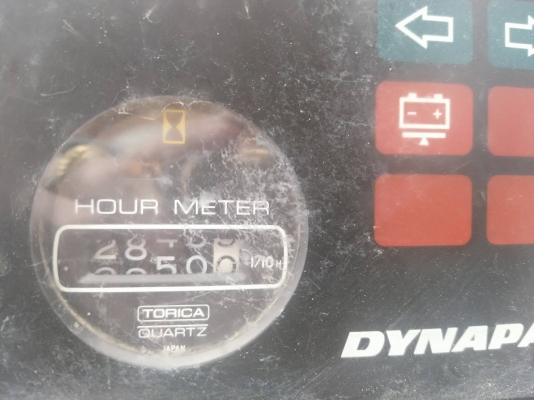 HOUR METER
1/10H
TORICA
QUARTZ
JAPAN
DYNAPA